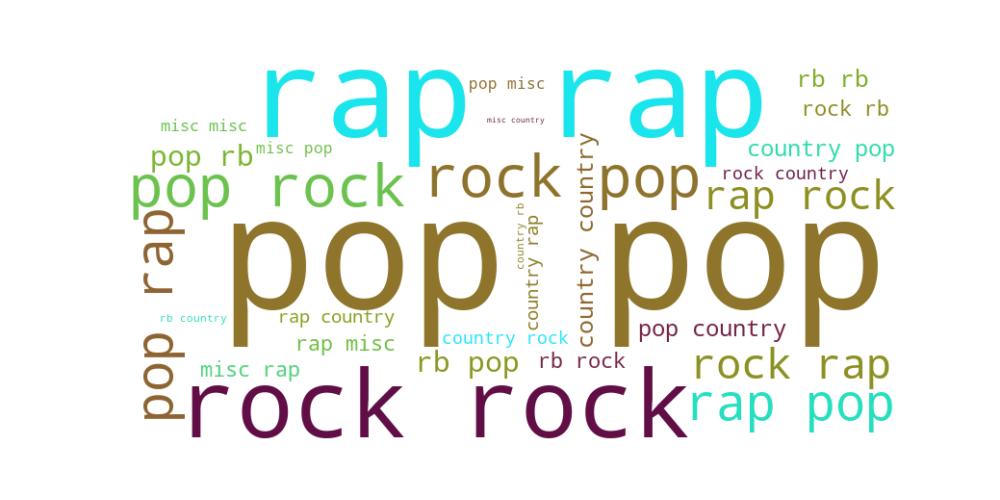 rap rap
pop misc
rb rb
rock rb
misc country
misc misc
pop rb
misc pop
country pop
rock country
pop rock
rock pop
rap rock
country country
pop rap
pop pop
country rb
country rap
rb country
rap country
country rock
pop country
rap misc
rb pop
rb rock
rock rap
misc rap
rock rock
rap pop